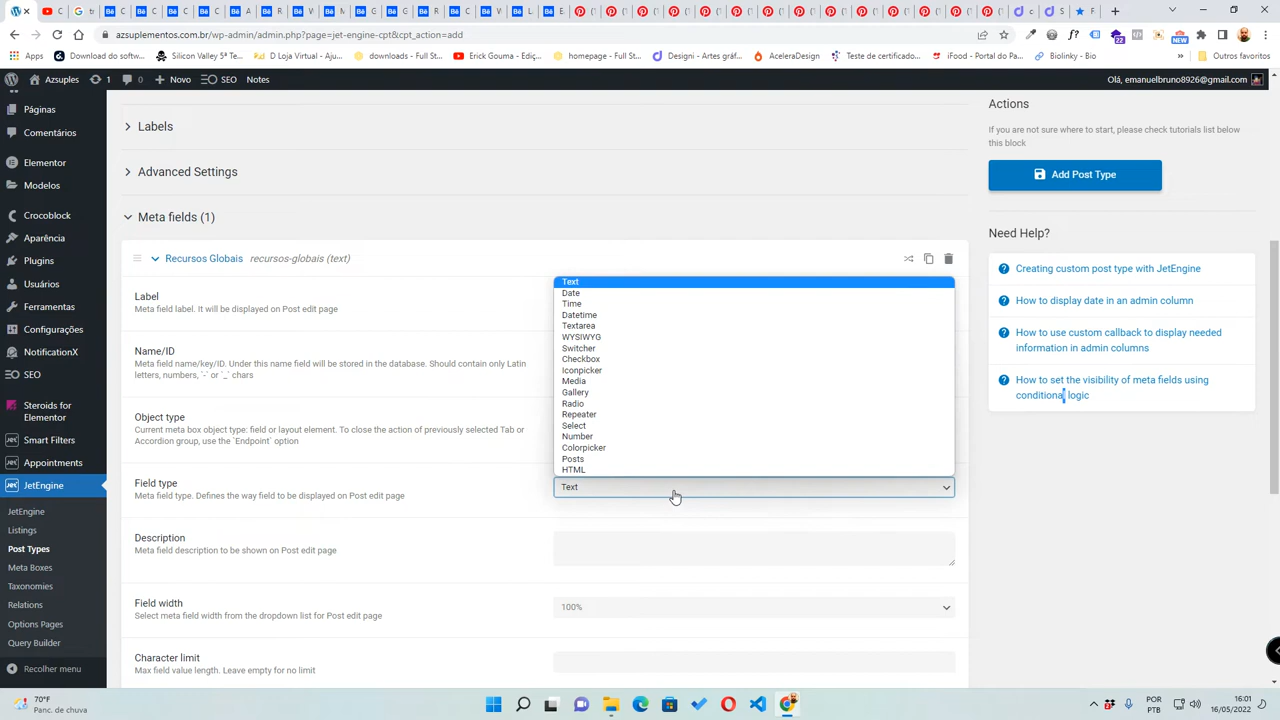 C
tr
C
C
C
A
R
V
N
G
G
R
C
V
L
E
(
(
(
(
(
(
(
(
(
(
(
(
(
(
c
S
F
azsuplementos.com.br/wp-admin/admin.php?page=jet-engine-cpt&cpt_action=add
f?
22
NEW
Apps
Download do softw...
Silicon Valley 5ª Te...
D Loja Virtual - Aju...
downloads - Full St...
Erick Gouma - Ediç...
homepage - Full St...
Designi - Artes gráf...
AceleraDesign
Teste de certificado...
iFood - Portal do Pa...
Biolinky - Bio
»
Outros favoritos
Azsuples
1
0
Novo
SEO
Notes
Olá, emanuelbruno8926@gmail.com
Páginas
Comentários
Elementor
Modelos
Crocoblock
Aparência
Plugins
Usuários
Ferramentas
Configurações
NotificationX
SEO
Steroids for
Elementor
Smart Filters
Appointments
JetEngine
JetEngine
Listings
Post Types
Meta Boxes
Taxonomies
Relations
Options Pages
Query Builder
Recolher menu
Labels
Advanced Settings
Meta fields (1)
Recursos Globais recursos-globais (text)
Label
Meta field label. It will be displayed on Post edit page
Name/ID
Meta field name/key/ID. Under this name field will be stored in the database. Should contain only Latin
letters, numbers, `-` or `_` chars
Object type
Current meta box object type: field or layout element. To close the action of previously selected Tab or
Accordion group, use the `Endpoint` option
Field type
Meta field type. Defines the way field to be displayed on Post edit page
Text
Date
Time
Datetime
Textarea
WYSIWYG
Switcher
Checkbox
Iconpicker
Media
Gallery
Radio
Repeater
Select
Number
Colorpicker
Posts
HTML
Text
Description
Meta field description to be shown on Post edit page
Field width
Select meta field width from the dropdown list for Post edit page
100%
Character limit
Max field value length. Leave empty for no limit
Actions
If you are not sure where to start, please check tutorials list below
this block
Add Post Type
Need Help?
Creating custom post type with JetEngine
How to display date in an admin column
How to use custom callback to display needed
information in admin columns
How to set the visibility of meta fields using
conditional logic
70°F
Panc. de chuva
POR
PTB
16:01
16/05/2022